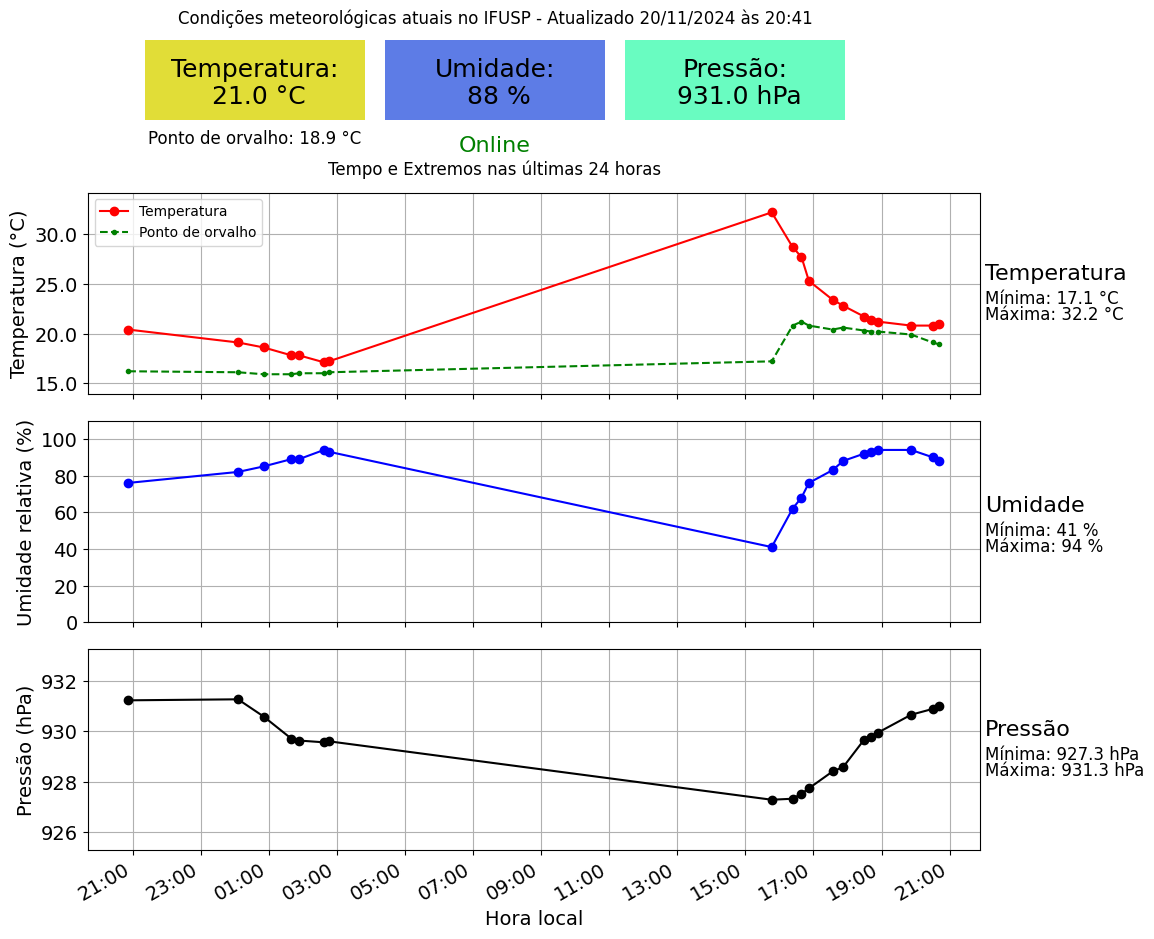 Condições meteorológicas atuais no IFUSP - Atualizado 20/11/2024 às 20:41
Temperatura:
21.0 °C
Umidade:
88 %
Pressão:
931.0 hPa
Ponto de orvalho: 18.9 °C
Online
Tempo e Extremos nas últimas 24 horas
Temperatura (°C)
30.0
25.0
20.0
15.0
Temperatura
Ponto de orvalho
Temperatura
Mínima: 17.1 °C
Máxima: 32.2 °C
Umidade relativa (%)
100
80
60
40
20
0
Umidade
Mínima: 41 %
Máxima: 94 %
Pressão (hPa)
932
930
928
926
Pressão
Mínima: 927.3 hPa
Máxima: 931.3 hPa
21:00 23:00 01:00 03:00 05:00 07:00 09:00 11:00 13:00 15:00 17:00 19:00 21:00
Hora local